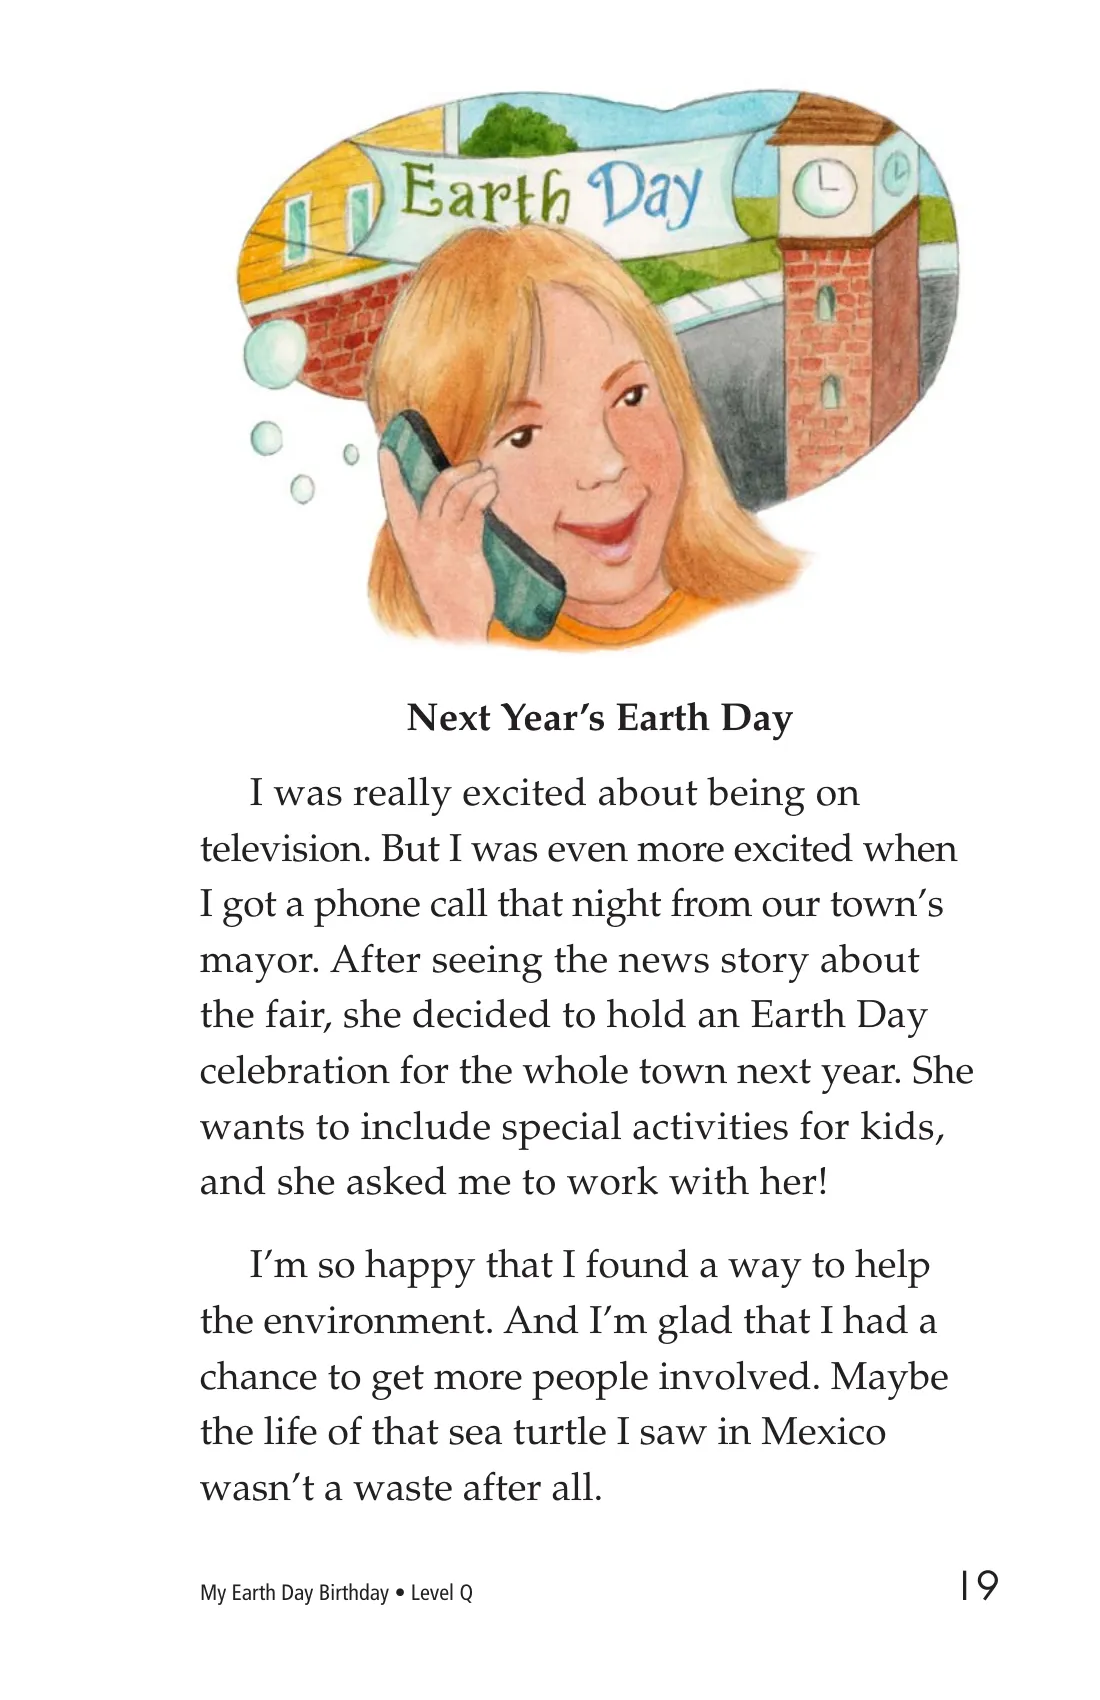 Earth Day
Next Year’s Earth Day
I was really excited about being on
television. But I was even more excited when
I got a phone call that night from our town’s
mayor. After seeing the news story about
the fair, she decided to hold an Earth Day
celebration for the whole town next year. She
wants to include special activities for kids,
and she asked me to work with her!
I’m so happy that I found a way to help
the environment. And I’m glad that I had a
chance to get more people involved. Maybe
the life of that sea turtle I saw in Mexico
wasn’t a waste after all.
My Earth Day Birthday • Level Q
19